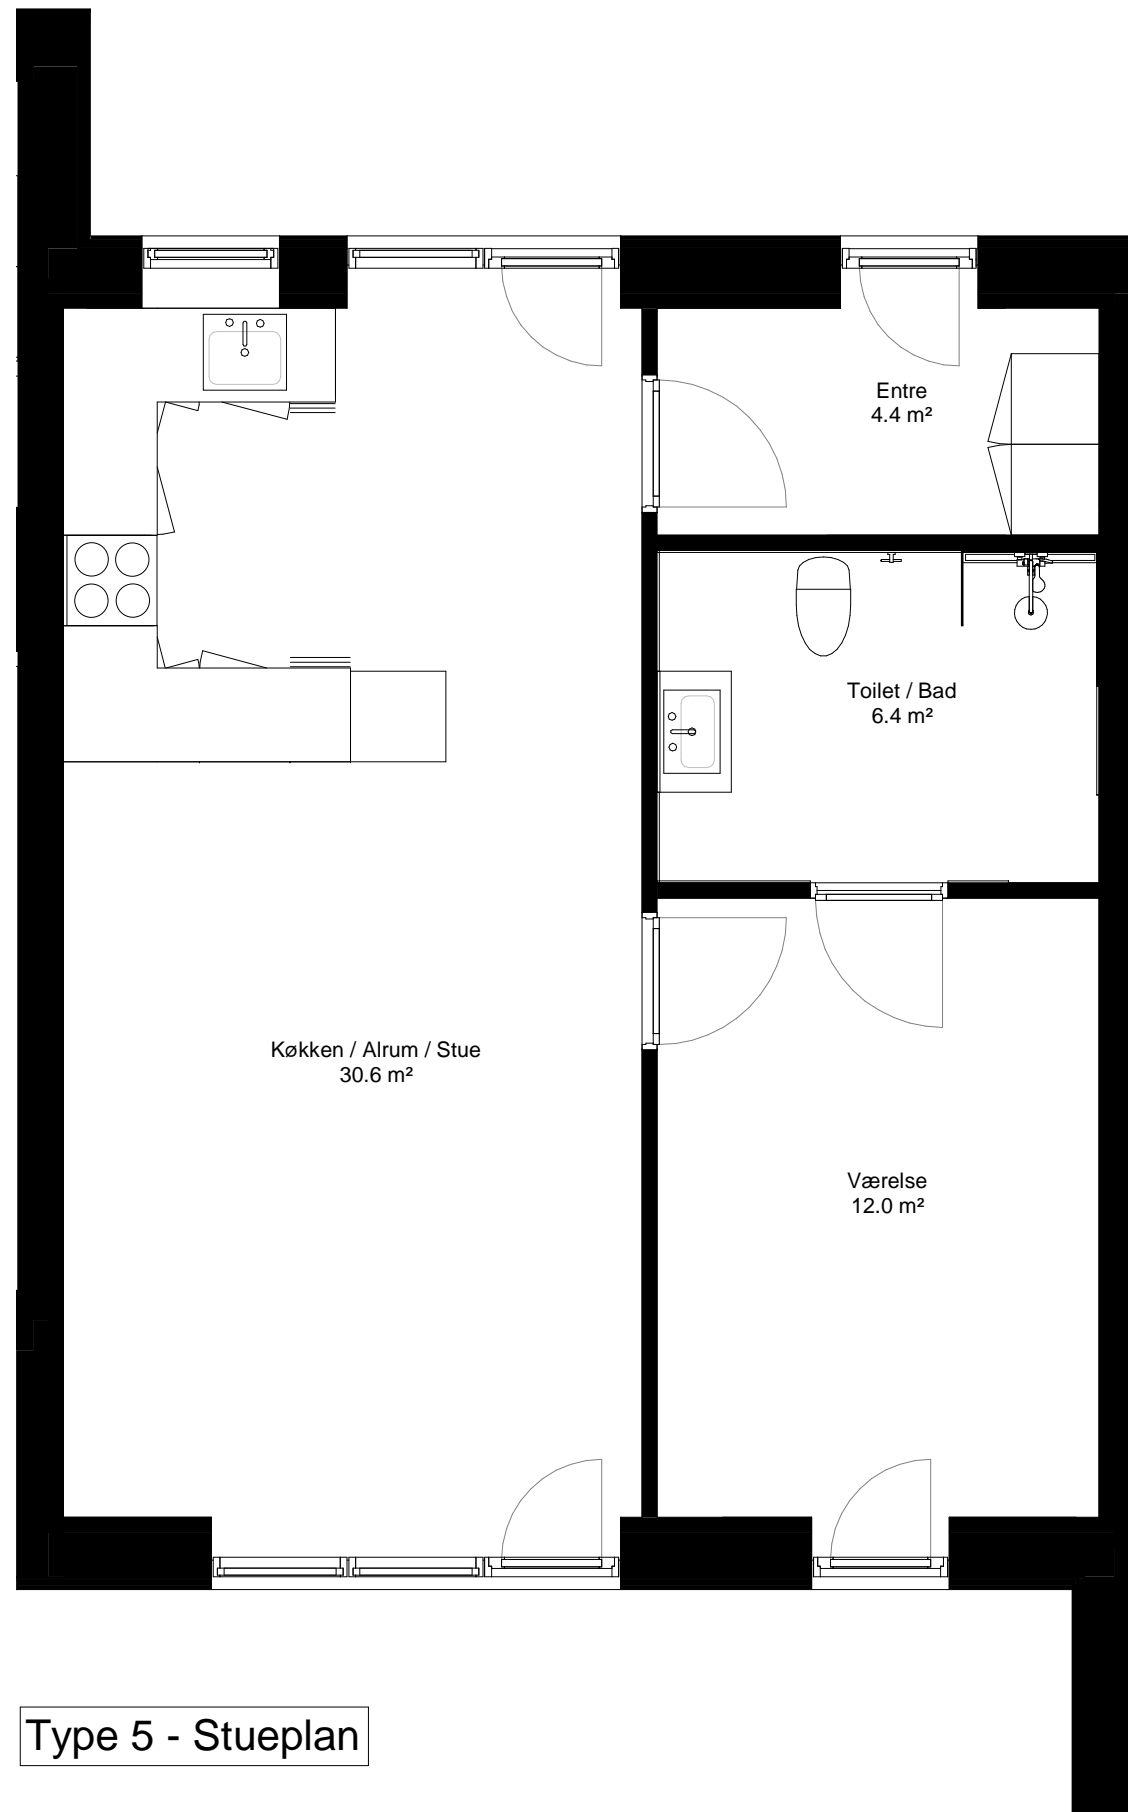 Entre
4.4 m²
Toilet / Bad
6.4 m²
Køkken / Alrum / Stue
30.6 m²
Værelse
12.0 m²
Type 5 - Stueplan